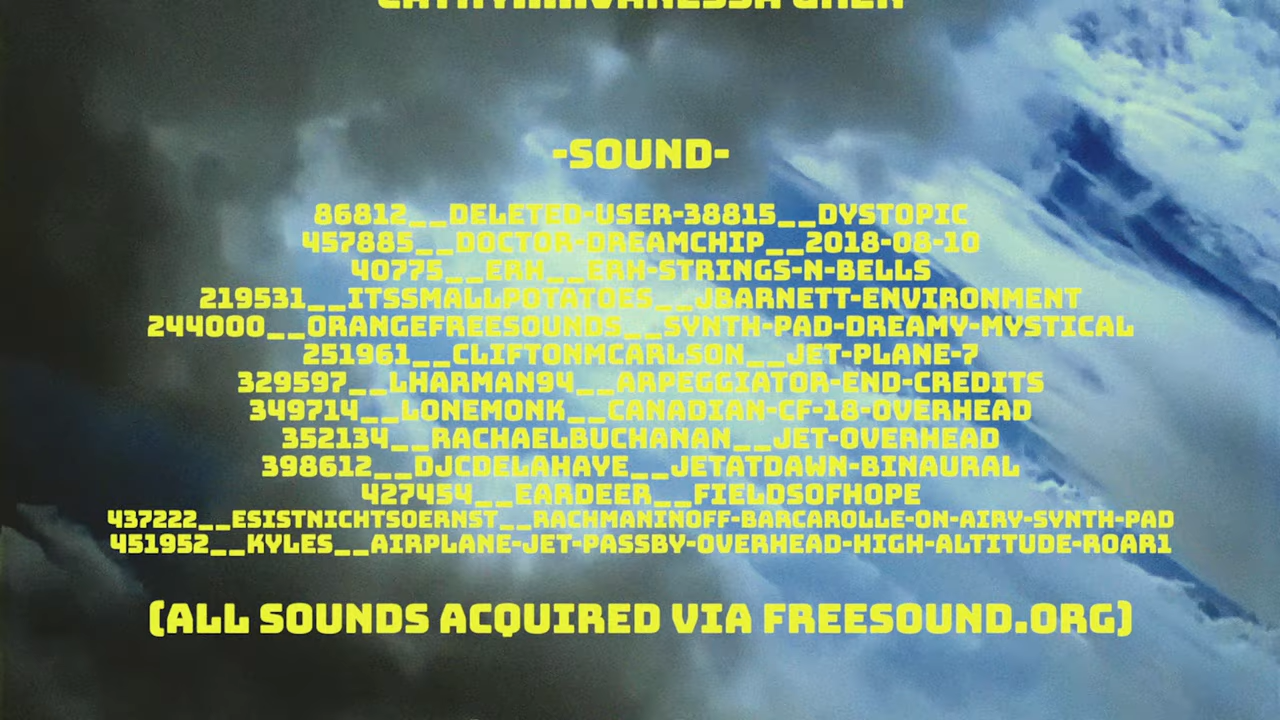 -SOUND-
86812__DELETED-USER-38815__DYSTOPIC
457885__DOCTOR-DREAMCHIP__2018-08-10
40775__ERH__ERH-STRINGS-N-BELLS
219531__ITSSMALLPOTATOES__JBARNETT-ENVIRONMENT
244000__ORANGEFREESOUNDS__SYNTH-PAD-DREAMY-MYSTICAL
251961__CLIFTONMCARLSON__JET-PLANE-7
329597__LHARMAN94__ARPEGGIATOR-END-CREDITS
349714__LONEMONK__CANADIAN-CF-18-OVERHEAD
352134__RACHAELBUCHANAN__JET-OVERHEAD
398612__DJCDELAHAYE__JETATDAWN-BINAURAL
427454__EARDEER__FIELDSOFHOPE
437222__ESISTNICHTSOERNST__RACHMANINOFF-BARCAROLLE-ON-AIRY-SYNTH-PAD
451952__KYLES__AIRPLANE-JET-PASSBY-OVERHEAD-HIGH-ALTITUDE-ROAR1
(ALL SOUNDS ACQUIRED VIA FREESOUND.ORG)